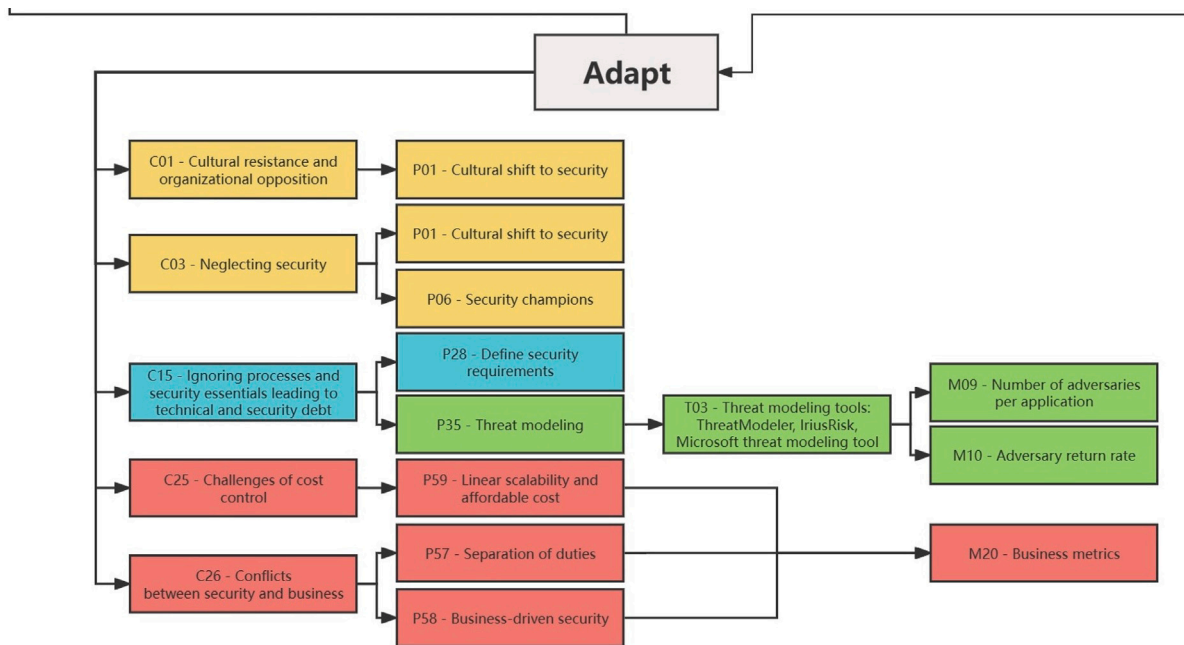 Adapt
C01 - Cultural resistance and
organizational opposition
P01 - Cultural shift to security
P01 - Cultural shift to security
C03 - Neglecting security
P06 - Security champions
P28 - Define security
requirements
C15 - Ignoring processes and
security essentials leading to
technical and security debt
P35 - Threat modeling
T03 - Threat modeling tools:
ThreatModeler, IriusRisk,
Microsoft threat modeling tool
M09 - Number of adversaries
per application
M10 - Adversary return rate
C25 - Challenges of cost
control
P59 - Linear scalability and
affordable cost
P57 - Separation of duties
M20 - Business metrics
C26 - Conflicts
between security and business
P58 - Business-driven security